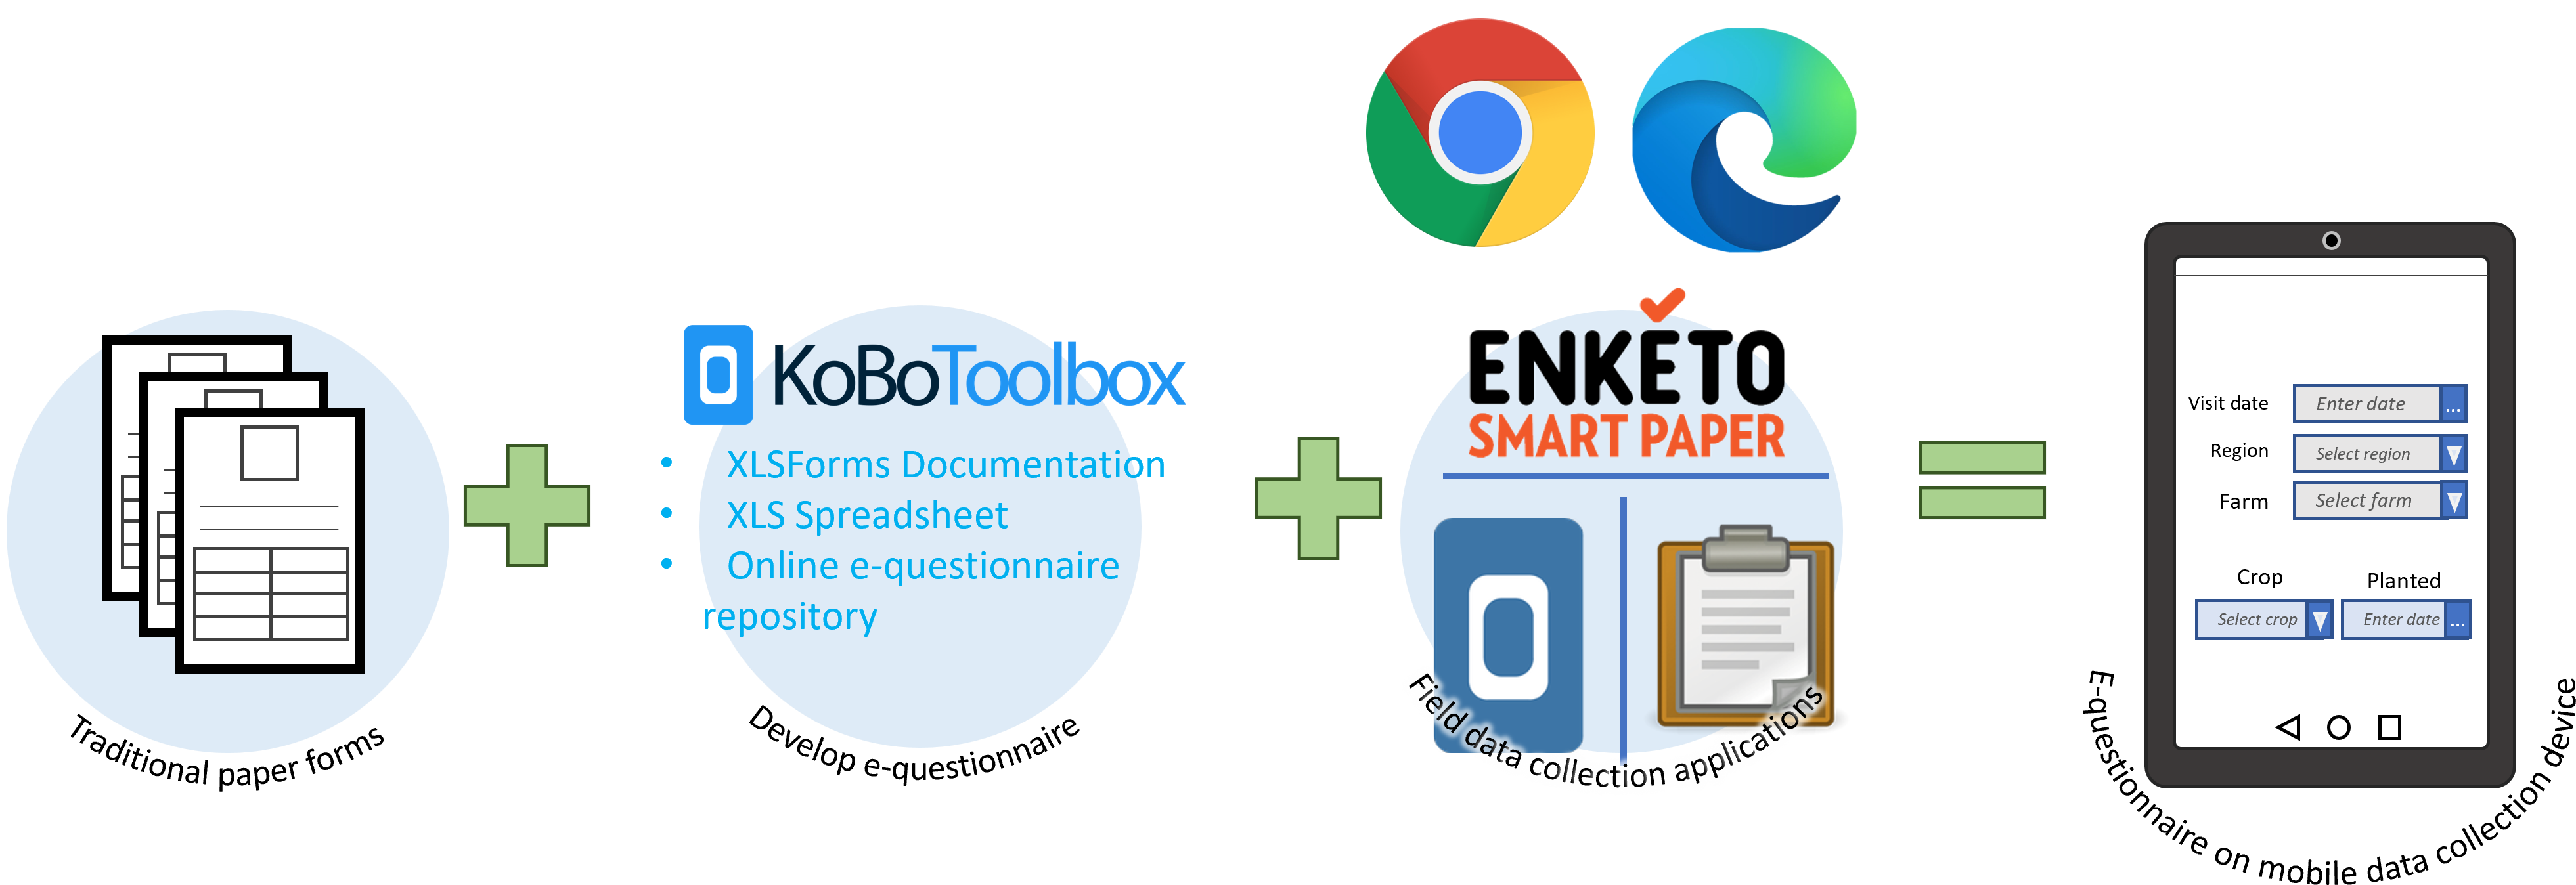 Traditional paper forms
KoBoToolbox
• XLSForms Documentation
• XLS Spreadsheet
• Online e-questionnaire
repository
Develop e-questionnaire
ENKETO
SMART PAPER
Field data collection applications
Visit date Enter date ...
Region Select region
Farm Select farm
Crop Planted
Select crop Enter date ...
E-questionnaire on mobile data collection device